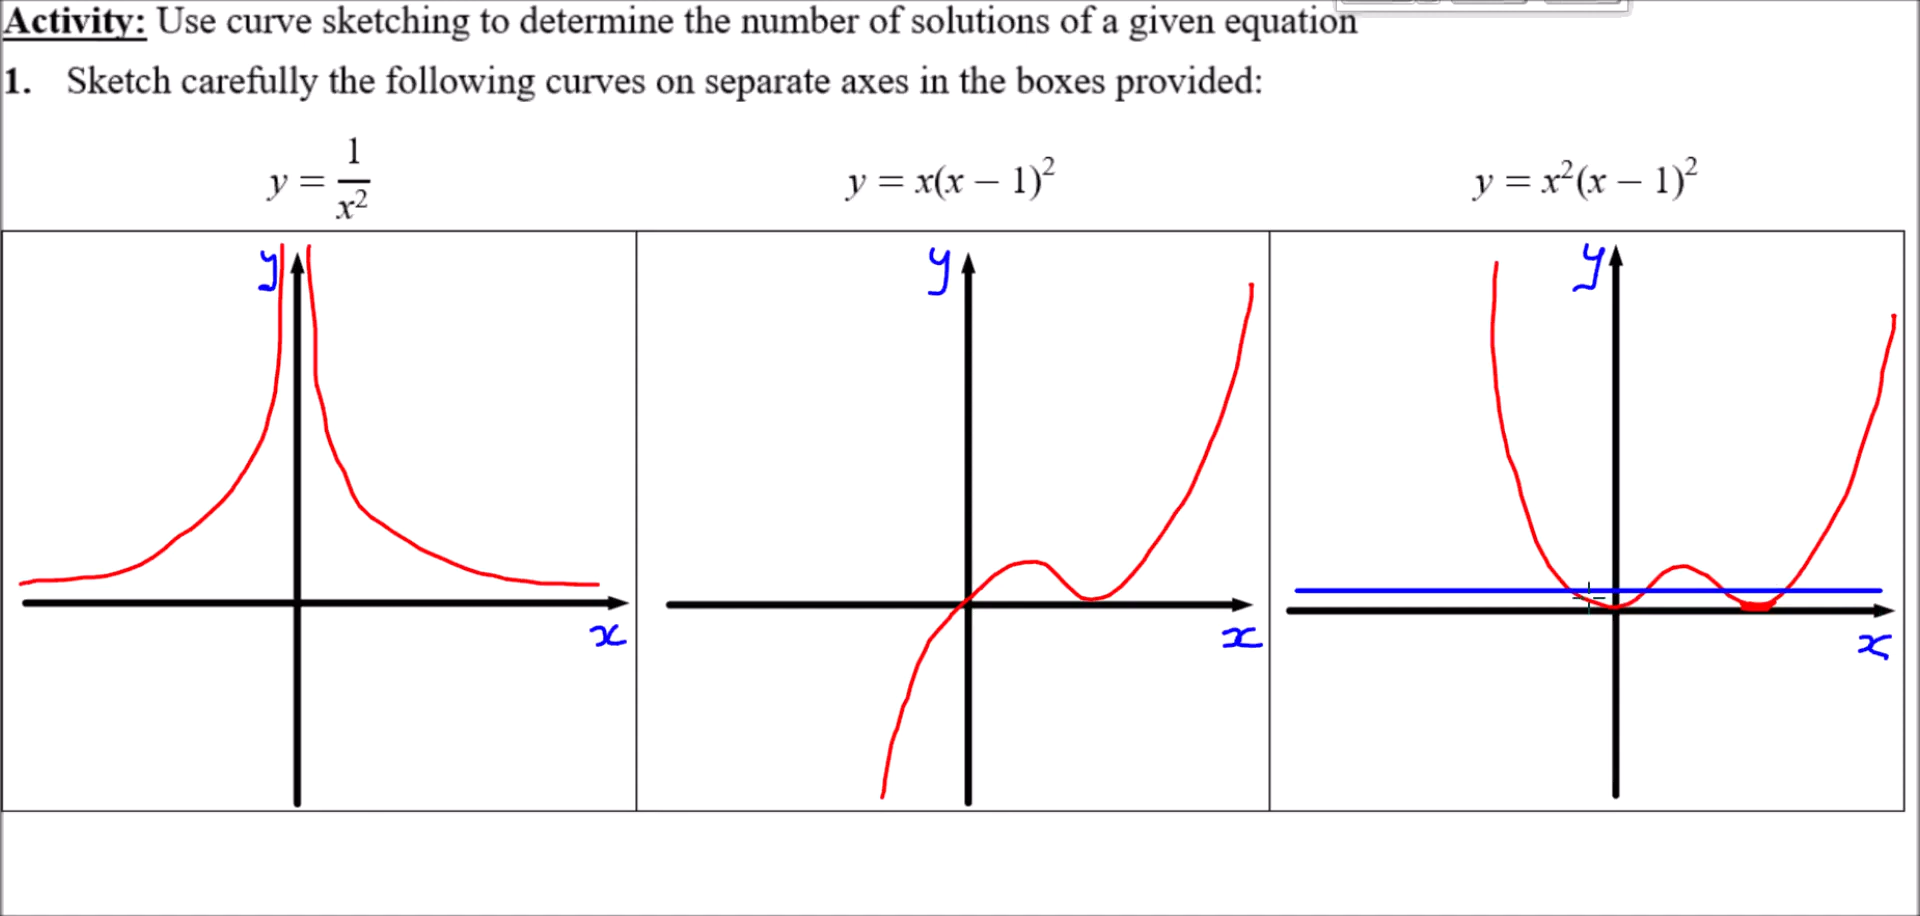 Activity: Use curve sketching to determine the number of solutions of a given equation
1. Sketch carefully the following curves on separate axes in the boxes provided:
y = 1/x²
y = x(x − 1)²
y = x²(x − 1)²
y
y
y
x
x
x